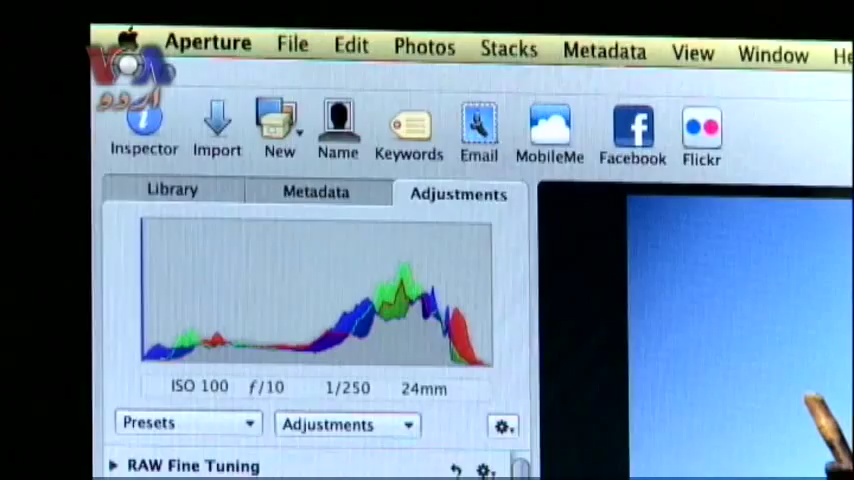 Aperture File Edit Photos Stacks Metadata View Window He
VOA
اردو
Inspector Import New Name Keywords Email MobileMe Facebook Flickr
Library Metadata Adjustments
ISO 100 f/10 1/250 24mm
Presets Adjustments
RAW Fine Tuning